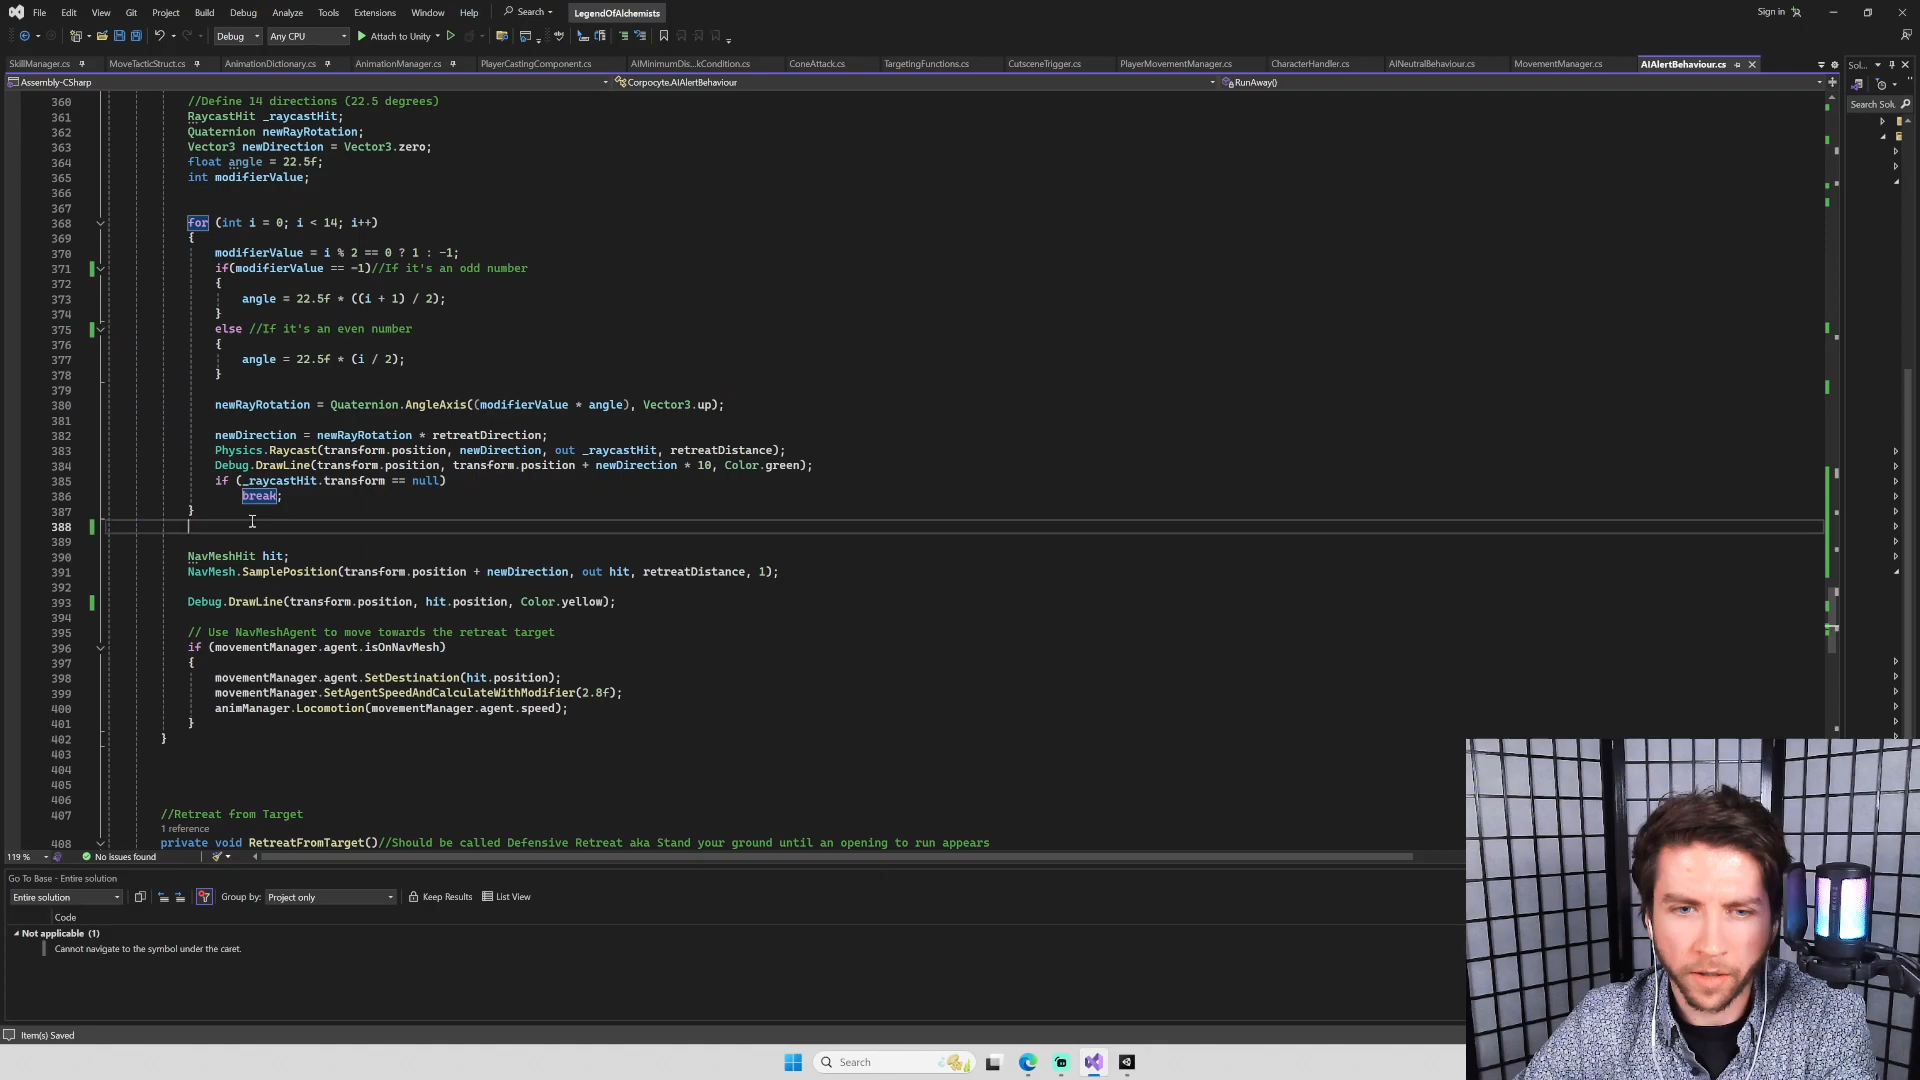 File Edit View Git Project Build Debug Analyze Tools Extensions Window Help Search LegendOfAlchemists Sign in
Debug Any CPU Attach to Unity
SkillManager.cs MoveTacticStruct.cs AnimationDictionary.cs AnimationManager.cs PlayerCastingComponent.cs AIMinimumDis...kCondition.cs ConeAttack.cs TargetingFunctions.cs CutsceneTrigger.cs PlayerMovementManager.cs CharacterHandler.cs AINeutralBehaviour.cs MovementManager.cs AIAlertBehaviour.cs Sol...
Assembly-CSharp Corpocyte.AIAlertBehaviour RunAway()
Search Solu
360 //Define 14 directions (22.5 degrees)
361 RaycastHit _raycastHit;
362 Quaternion newRayRotation;
363 Vector3 newDirection = Vector3.zero;
364 float angle = 22.5f;
365 int modifierValue;
366
367
368 for (int i = 0; i < 14; i++)
369 {
370 modifierValue = i % 2 == 0 ? 1 : -1;
371 if(modifierValue == -1)//If it's an odd number
372 {
373 angle = 22.5f * ((i + 1) / 2);
374 }
375 else //If it's an even number
376 {
377 angle = 22.5f * (i / 2);
378 }
379
380 newRayRotation = Quaternion.AngleAxis((modifierValue * angle), Vector3.up);
381
382 newDirection = newRayRotation * retreatDirection;
383 Physics.Raycast(transform.position, newDirection, out _raycastHit, retreatDistance);
384 Debug.DrawLine(transform.position, transform.position + newDirection * 10, Color.green);
385 if (_raycastHit.transform == null)
386 break;
387 }
388
389
390 NavMeshHit hit;
391 NavMesh.SamplePosition(transform.position + newDirection, out hit, retreatDistance, 1);
392
393 Debug.DrawLine(transform.position, hit.position, Color.yellow);
394
395 // Use NavMeshAgent to move towards the retreat target
396 if (movementManager.agent.isOnNavMesh)
397 {
398 movementManager.agent.SetDestination(hit.position);
399 movementManager.SetAgentSpeedAndCalculateWithModifier(2.8f);
400 animManager.Locomotion(movementManager.agent.speed);
401 }
402 }
403
404
405
406
407 //Retreat from Target
1 reference
408 private void RetreatFromTarget()//Should be called Defensive Retreat aka Stand your ground until an opening to run appears
119 % No issues found
Go To Base - Entire solution
Entire solution Group by: Project only Keep Results List View
Code
Not applicable (1)
Cannot navigate to the symbol under the caret.
Item(s) Saved
Search